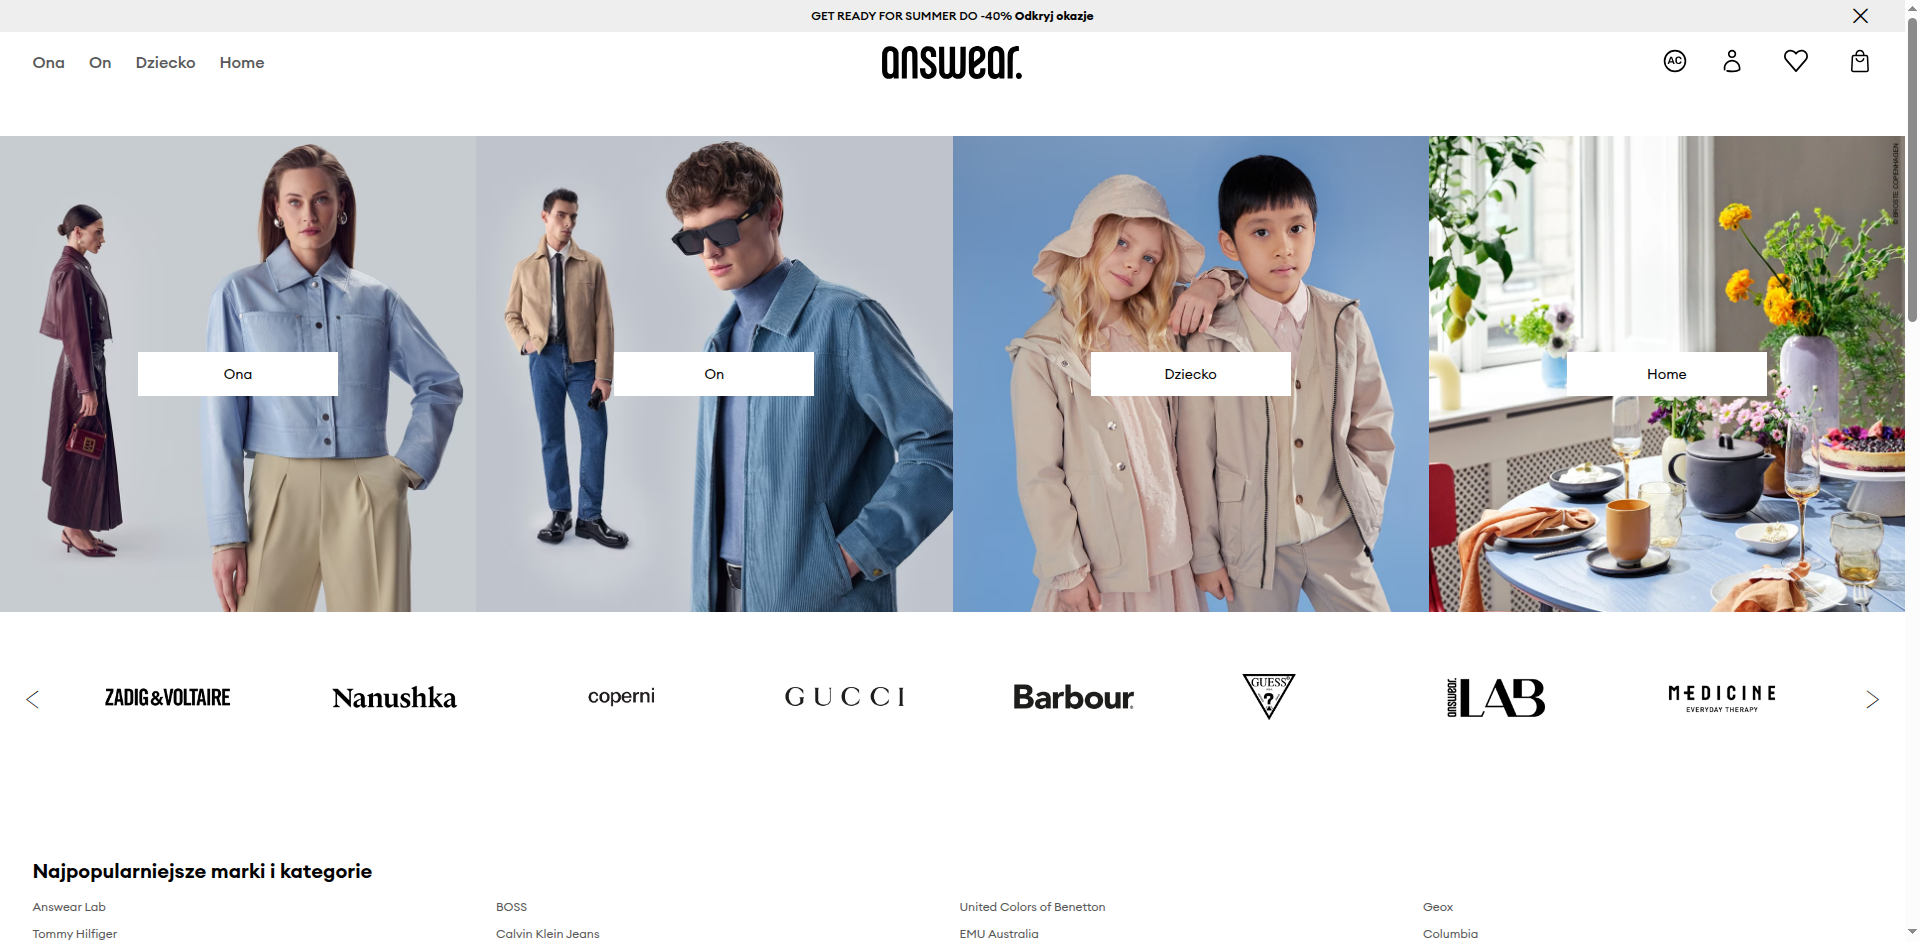 GET READY FOR SUMMER DO -40% Odkryj okazje
Ona On Dziecko Home
answear.
AC
© BROSTE COPENHAGEN
Ona
On
Dziecko
Home
ZADIG&VOLTAIRE
Nanushka
coperni
GUCCI
Barbour
GUESS
?
answear.
LAB
MEDICINE
EVERYDAY THERAPY
Najpopularniejsze marki i kategorie
Answear Lab
BOSS
United Colors of Benetton
Geox
Tommy Hilfiger
Calvin Klein Jeans
EMU Australia
Columbia